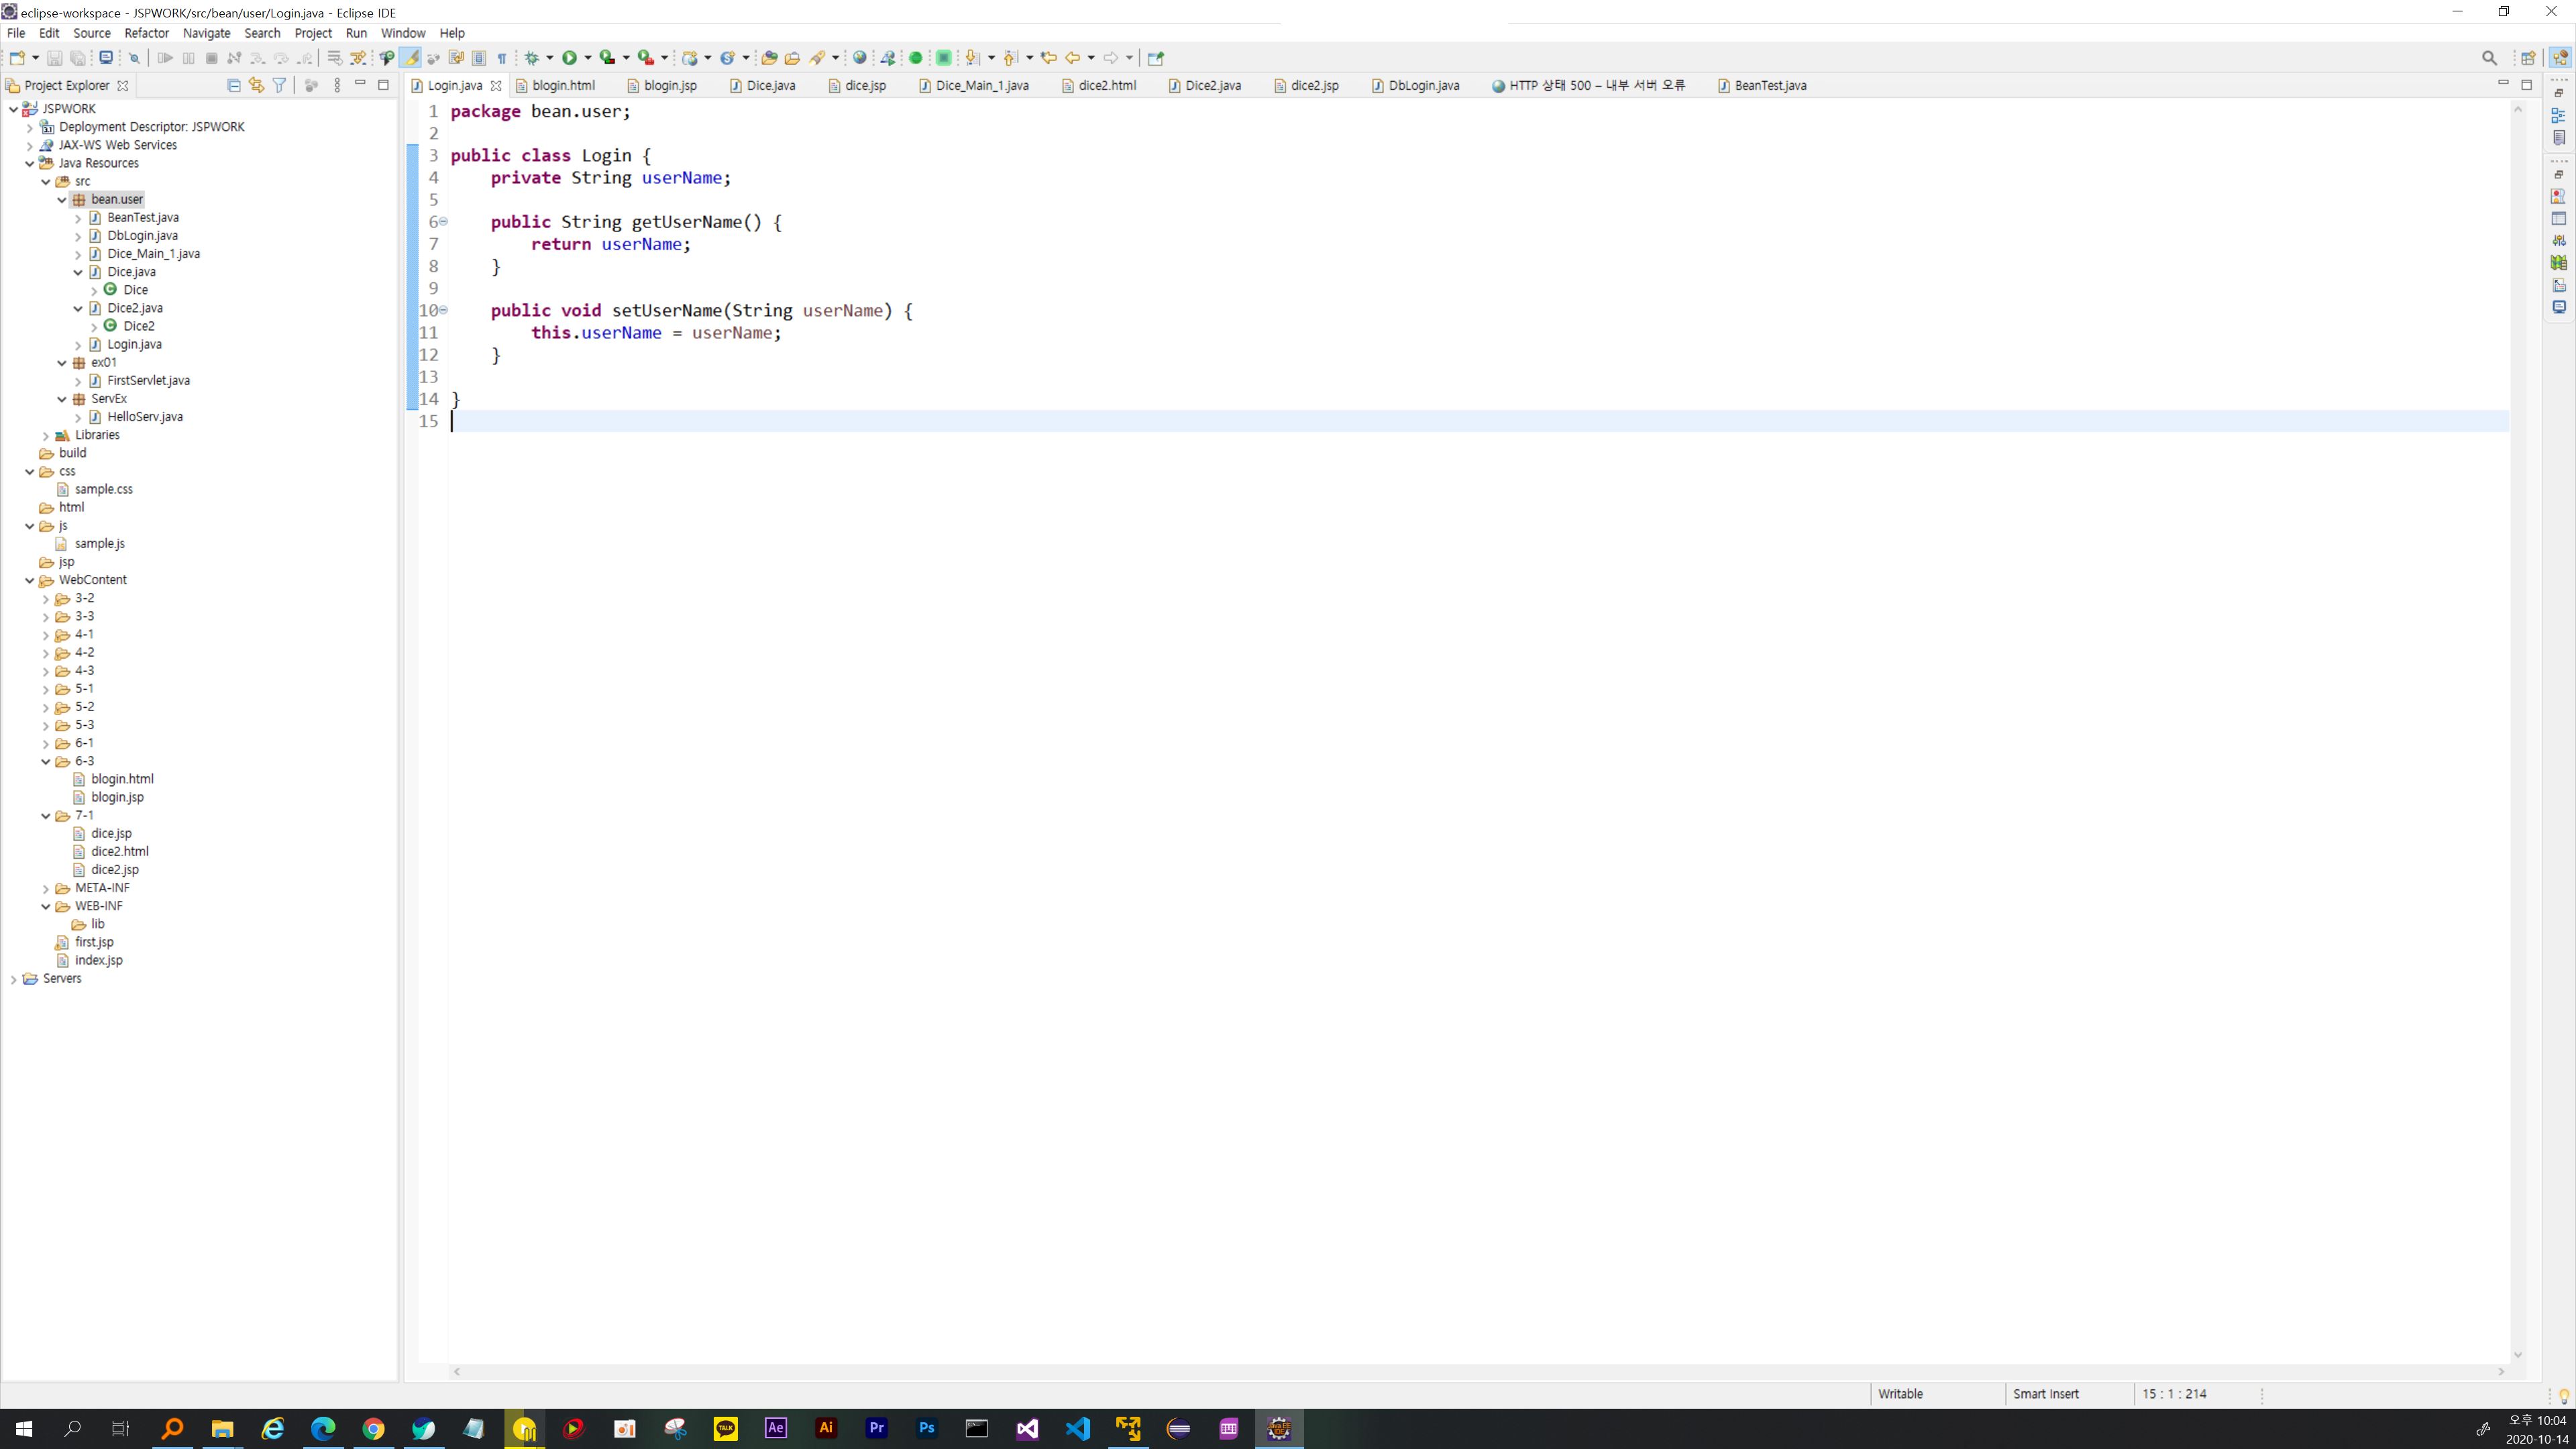 eclipse-workspace - JSPWORK/src/bean/user/Login.java - Eclipse IDE
File Edit Source Refactor Navigate Search Project Run Window Help
Project Explorer
Login.java blogin.html blogin.jsp Dice.java dice.jsp Dice_Main_1.java dice2.html Dice2.java dice2.jsp DbLogin.java HTTP 상태 500 – 내부 서버 오류 BeanTest.java
JSPWORK
Deployment Descriptor: JSPWORK
JAX-WS Web Services
Java Resources
src
bean.user
BeanTest.java
DbLogin.java
Dice_Main_1.java
Dice.java
Dice
Dice2.java
Dice2
Login.java
ex01
FirstServlet.java
ServEx
HelloServ.java
Libraries
build
css
sample.css
html
js
sample.js
jsp
WebContent
3-2
3-3
4-1
4-2
4-3
5-1
5-2
5-3
6-1
6-3
blogin.html
blogin.jsp
7-1
dice.jsp
dice2.html
dice2.jsp
META-INF
WEB-INF
lib
first.jsp
index.jsp
Servers
1 package bean.user;
2
3 public class Login {
4 private String userName;
5
6 public String getUserName() {
7 return userName;
8 }
9
10 public void setUserName(String userName) {
11 this.userName = userName;
12 }
13
14 }
15
Writable Smart Insert 15 : 1 : 214
TALK Ae Ai Pr Ps
오후 10:04
2020-10-14